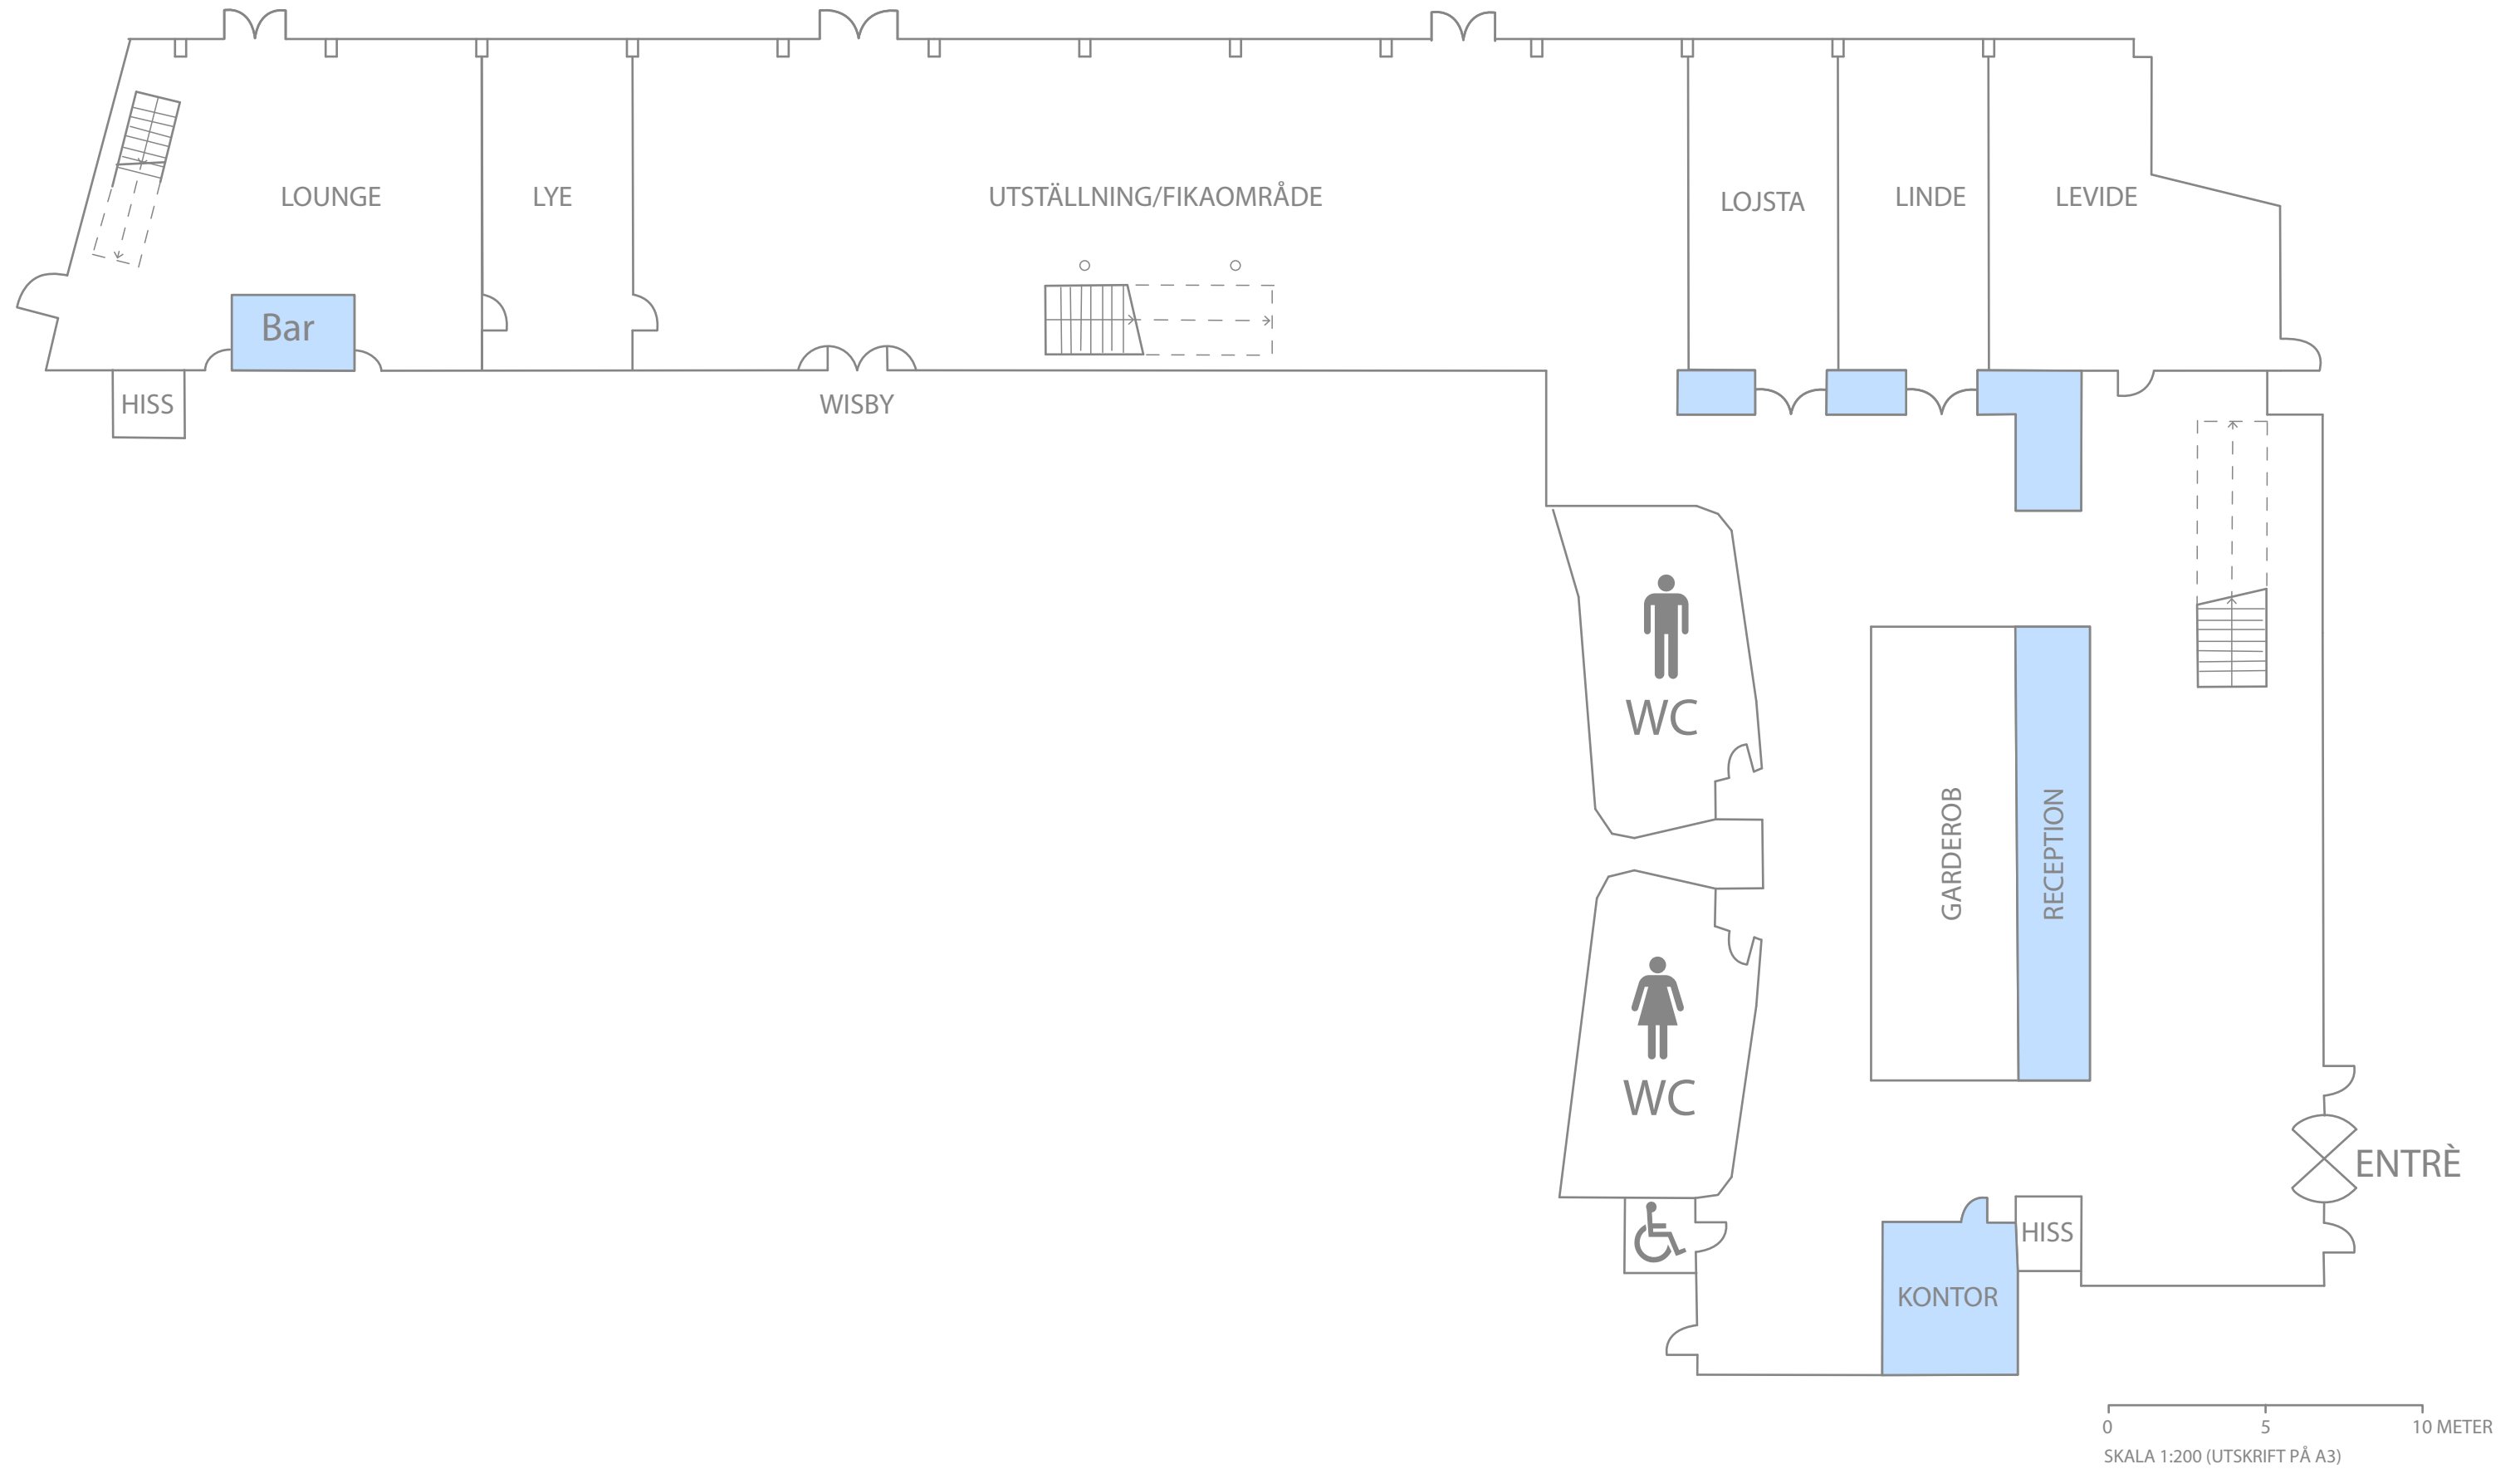 LOUNGE
LYE
UTSTÄLLNING/FIKAOMRÅDE
LOJSTA
LINDE
LEVIDE
Bar
HISS
WISBY
WC
GARDEROB
RECEPTION
WC
ENTRÈ
HISS
KONTOR
0 5 10 METER
SKALA 1:200 (UTSKRIFT PÅ A3)